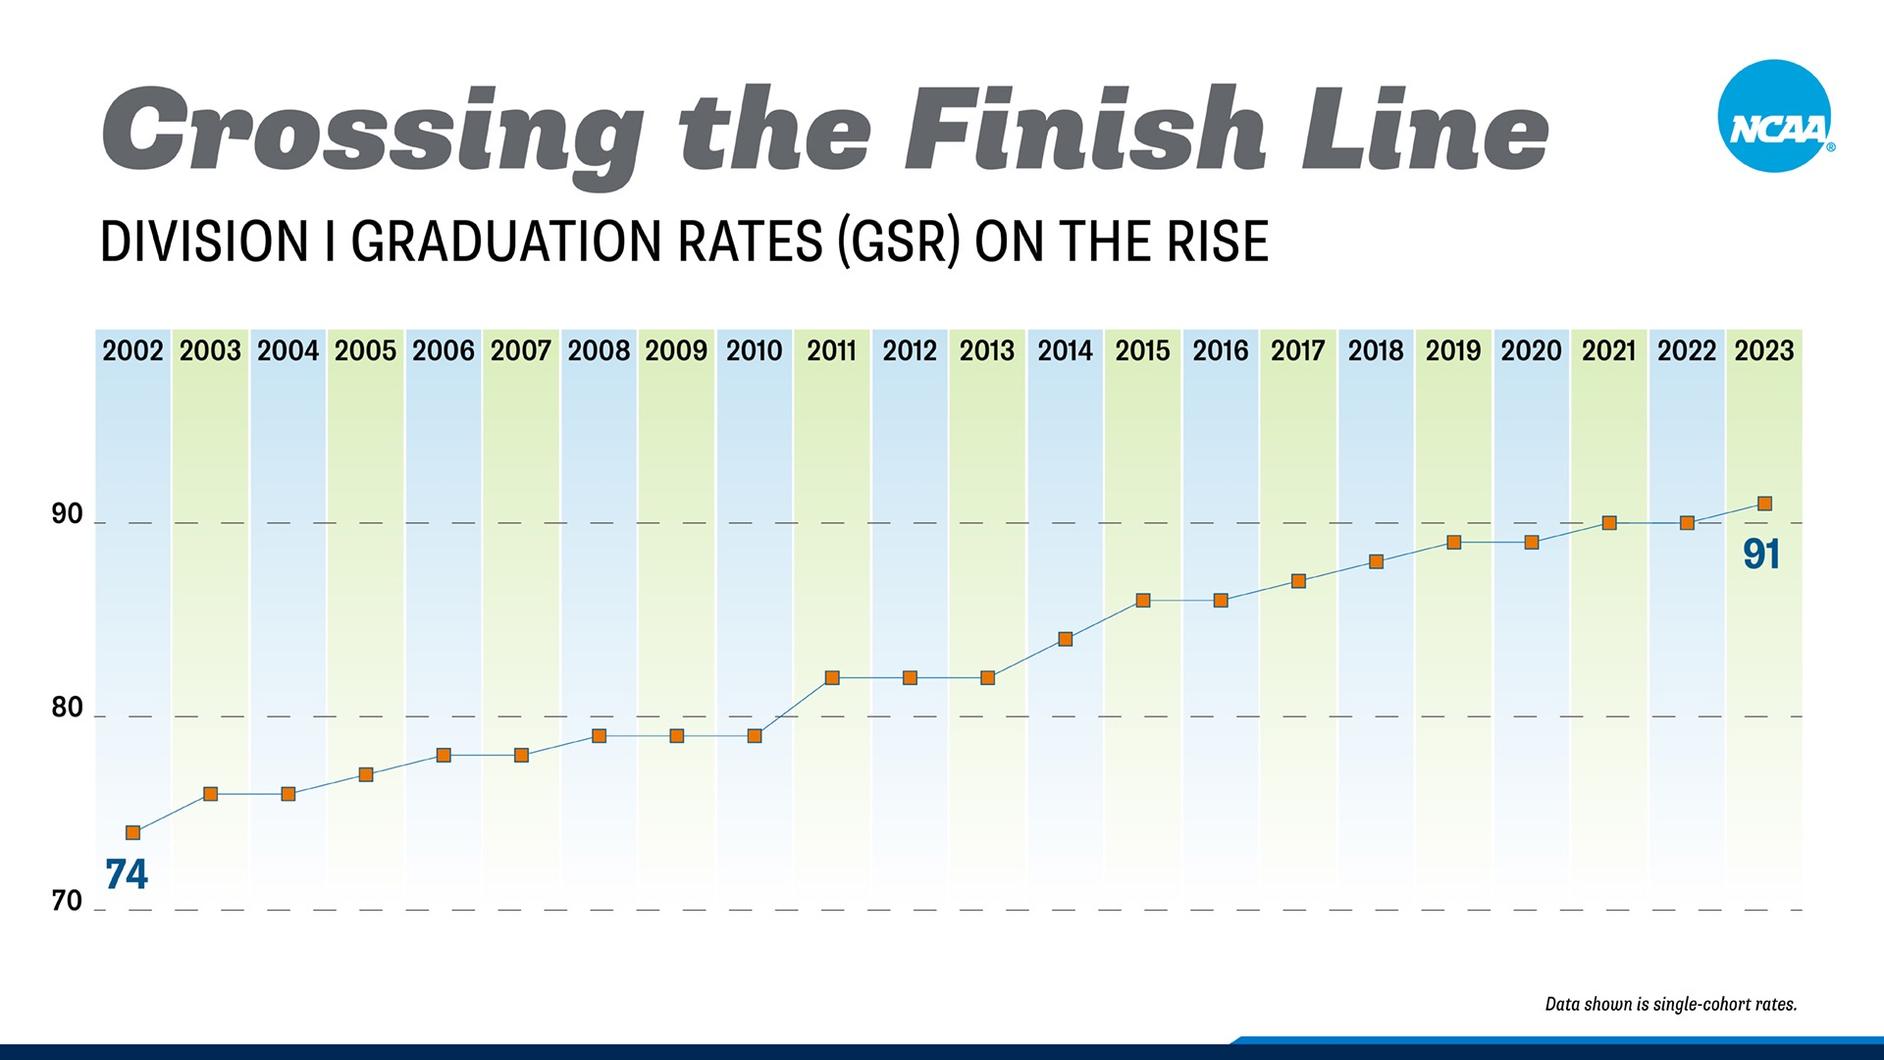 Crossing the Finish Line
NCAA®
DIVISION I GRADUATION RATES (GSR) ON THE RISE
2002 2003 2004 2005 2006 2007 2008 2009 2010 2011 2012 2013 2014 2015 2016 2017 2018 2019 2020 2021 2022 2023
90
91
80
74
70
Data shown is single-cohort rates.